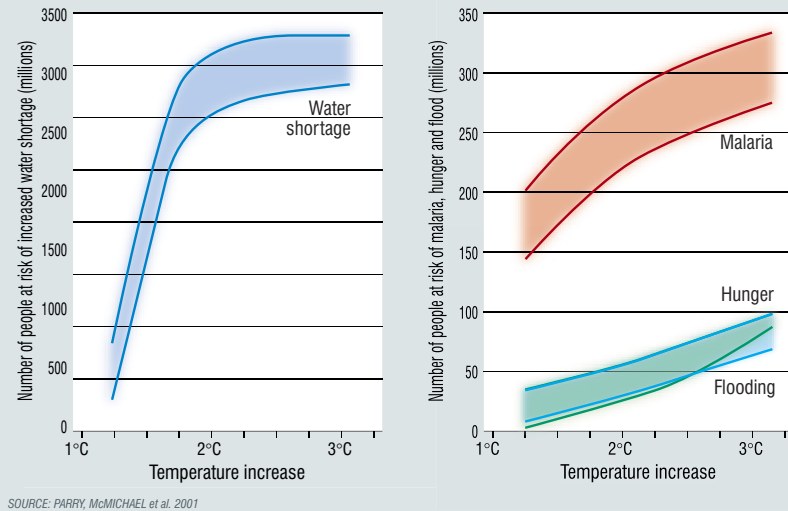 Number of people at risk of increased water shortage (millions)
3500
3000
2500
2000
1500
1000
500
0
Water
shortage
1°C
2°C
3°C
Temperature increase
Number of people at risk of malaria, hunger and flood (millions)
350
300
250
200
150
100
50
0
Malaria
Hunger
Flooding
1°C
2°C
3°C
Temperature increase
SOURCE: PARRY, McMICHAEL et al. 2001